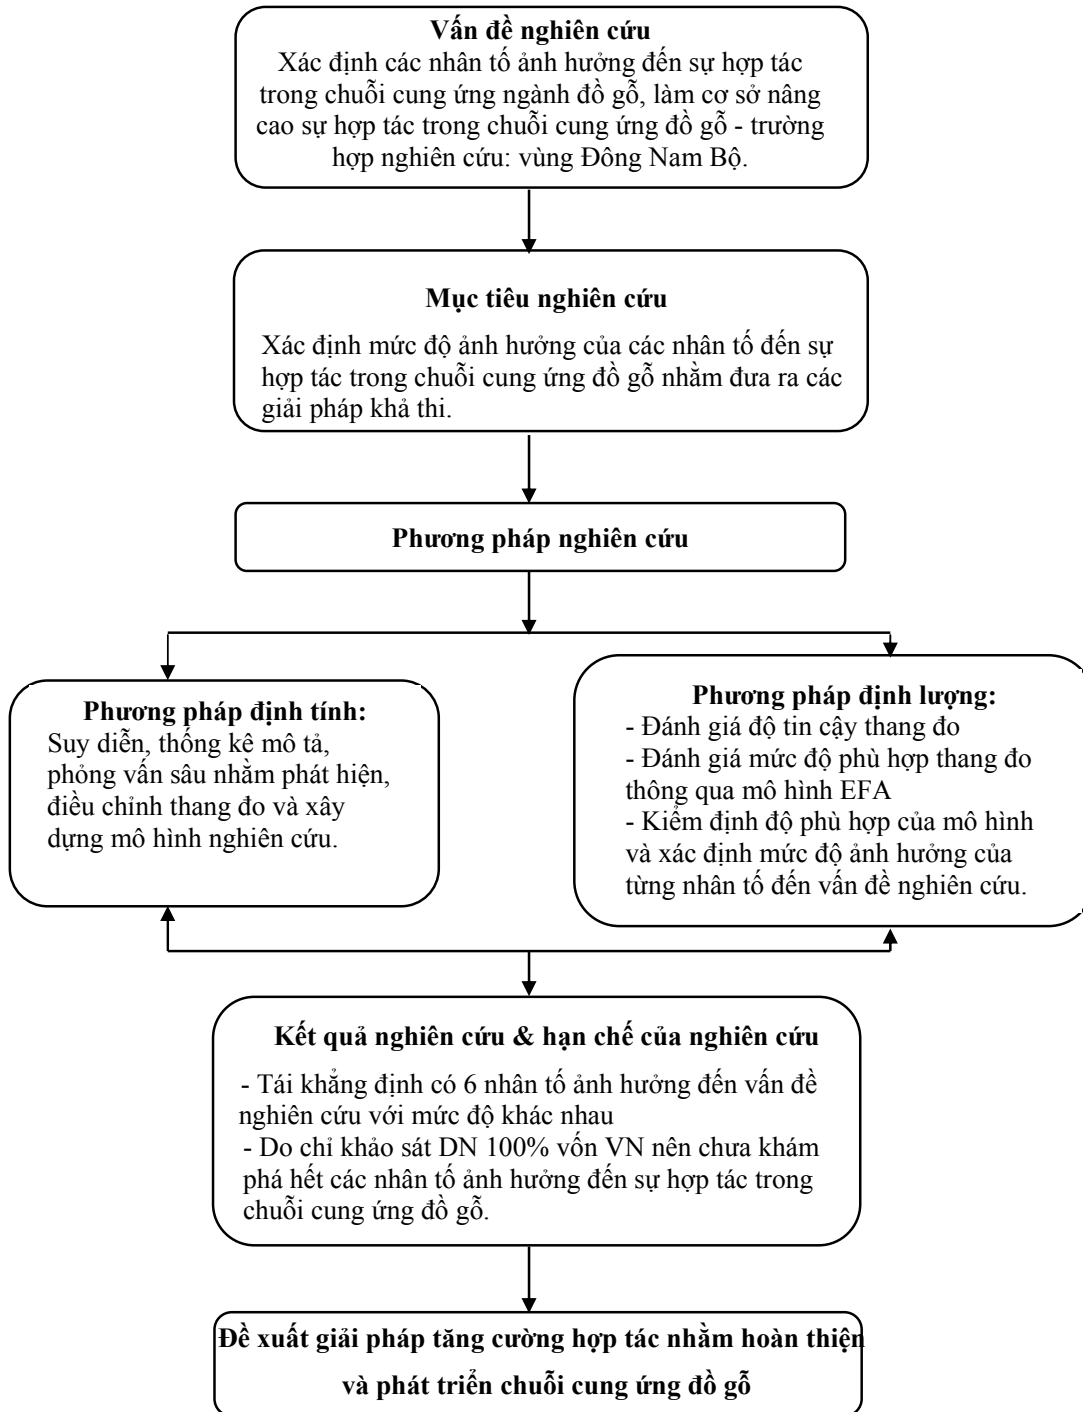 Vấn đề nghiên cứu
Xác định các nhân tố ảnh hưởng đến sự hợp tác
trong chuỗi cung ứng ngành đồ gỗ, làm cơ sở nâng
cao sự hợp tác trong chuỗi cung ứng đồ gỗ - trường
hợp nghiên cứu: vùng Đông Nam Bộ.
Mục tiêu nghiên cứu
Xác định mức độ ảnh hưởng của các nhân tố đến sự
hợp tác trong chuỗi cung ứng đồ gỗ nhằm đưa ra các
giải pháp khả thi.
Phương pháp nghiên cứu
Phương pháp định tính:
Suy diễn, thống kê mô tả,
phỏng vấn sâu nhằm phát hiện,
điều chỉnh thang đo và xây
dựng mô hình nghiên cứu.
Phương pháp định lượng:
- Đánh giá độ tin cậy thang đo
- Đánh giá mức độ phù hợp thang đo
thông qua mô hình EFA
- Kiểm định độ phù hợp của mô hình
và xác định mức độ ảnh hưởng của
từng nhân tố đến vấn đề nghiên cứu.
Kết quả nghiên cứu & hạn chế của nghiên cứu
- Tái khẳng định có 6 nhân tố ảnh hưởng đến vấn đề
nghiên cứu với mức độ khác nhau
- Do chỉ khảo sát DN 100% vốn VN nên chưa khám
phá hết các nhân tố ảnh hưởng đến sự hợp tác trong
chuỗi cung ứng đồ gỗ.
Đề xuất giải pháp tăng cường hợp tác nhằm hoàn thiện
và phát triển chuỗi cung ứng đồ gỗ